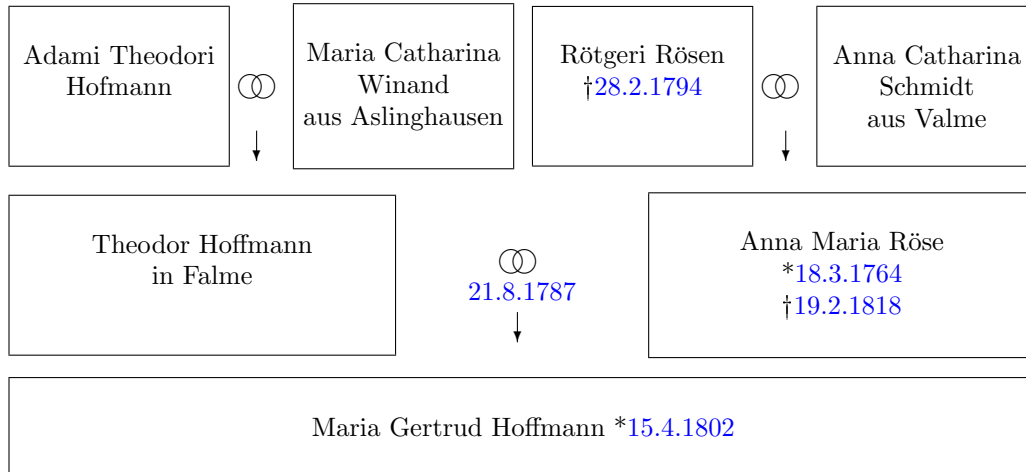 Adami Theodori
Hofmann
Maria Catharina
Winand
aus Aslinghausen
Rötgeri Rösen
†28.2.1794
Anna Catharina
Schmidt
aus Valme
Theodor Hoffmann
in Falme
21.8.1787
Anna Maria Röse
*18.3.1764
†19.2.1818
Maria Gertrud Hoffmann *15.4.1802